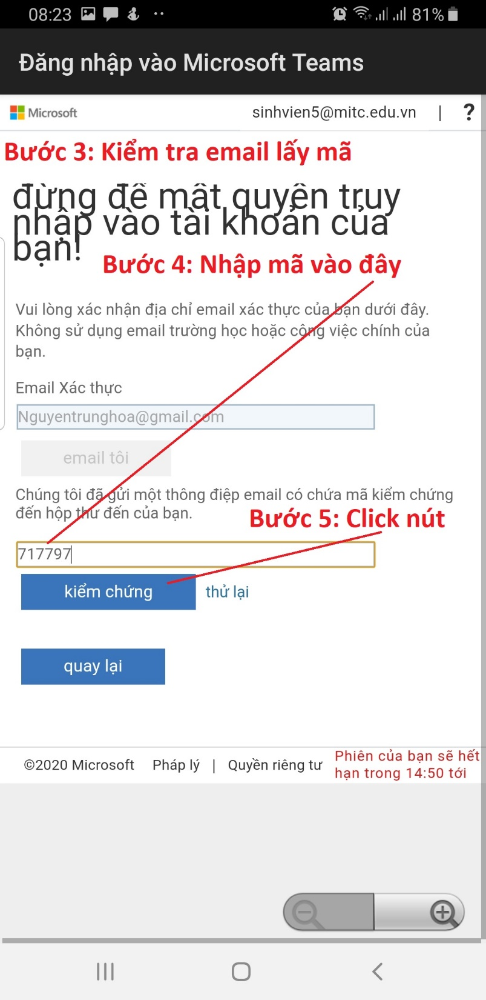 08:23
81%
Đăng nhập vào Microsoft Teams
Microsoft
sinhvien5@mitc.edu.vn | ?
Bước 3: Kiểm tra email lấy mã
đừng để mất quyền truy
nhập vào tài khoản của
bạn!
Bước 4: Nhập mã vào đây
Vui lòng xác nhận địa chỉ email xác thực của bạn dưới đây.
Không sử dụng email trường học hoặc công việc chính của
bạn.
Email Xác thực
Nguyentrunghoa@gmail.com
email tôi
Chúng tôi đã gửi một thông điệp email có chứa mã kiểm chứng
đến hộp thư đến của bạn.
Bước 5: Click nút
717797
kiểm chứng
thử lại
quay lại
©2020 Microsoft Pháp lý | Quyền riêng tư
Phiên của bạn sẽ hết
hạn trong 14:50 tới